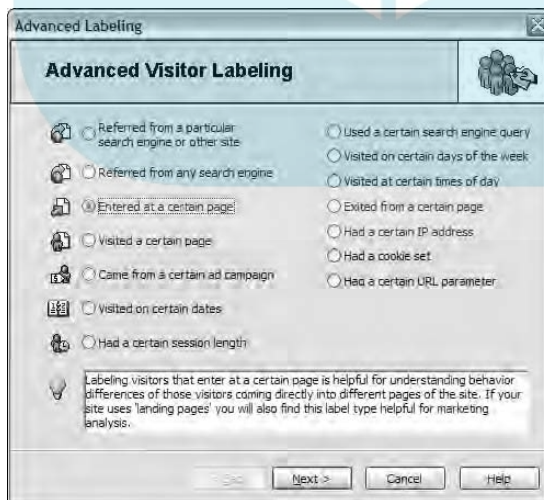 Advanced Labeling
Advanced Visitor Labeling
Referred from a particular
search engine or other site
Referred from any search engine
Entered at a certain page
Visited a certain page
Came from a certain ad campaign
Visited on certain dates
Had a certain session length
Used a certain search engine query
Visited on certain days of the week
Visited at certain times of day
Exited from a certain page
Had a certain IP address
Had a cookie set
Had a certain URL parameter
Labeling visitors that enter at a certain page is helpful for understanding behavior
differences of those visitors coming directly into different pages of the site. If your
site uses 'landing pages' you will also find this label type helpful for marketing
analysis.
Next >
Cancel
Help